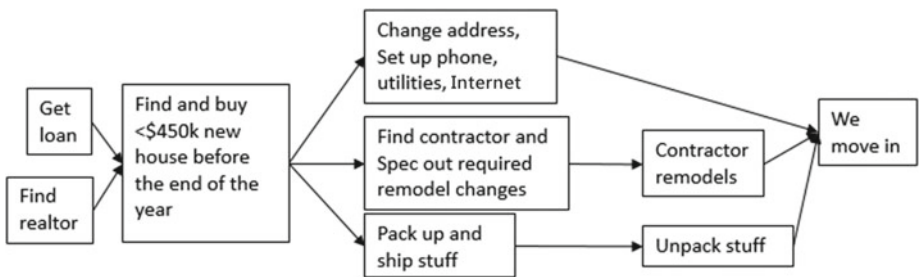 Get
loan
Find
realtor
Find and buy
<$450k new
house before
the end of the
year
Change address,
Set up phone,
utilities, Internet
Find contractor and
Spec out required
remodel changes
Pack up and
ship stuff
Contractor
remodels
Unpack stuff
We
move in